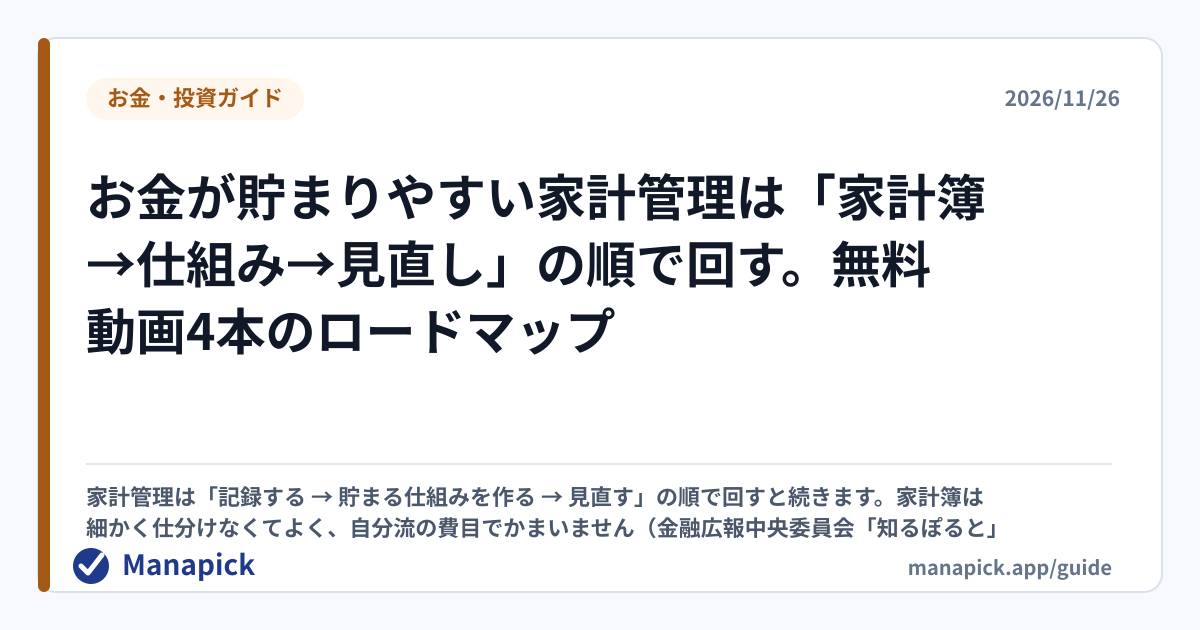 お金・投資ガイド
2026/11/26
お金が貯まりやすい家計管理は「家計簿
→仕組み→見直し」の順で回す。無料
動画4本のロードマップ
家計管理は「記録する → 貯まる仕組みを作る → 見直す」の順で回すと続きます。家計簿は
細かく仕分けなくてよく、自分流の費目でかまいません（金融広報中央委員会「知るぽると」
Manapick
manapick.app/guide